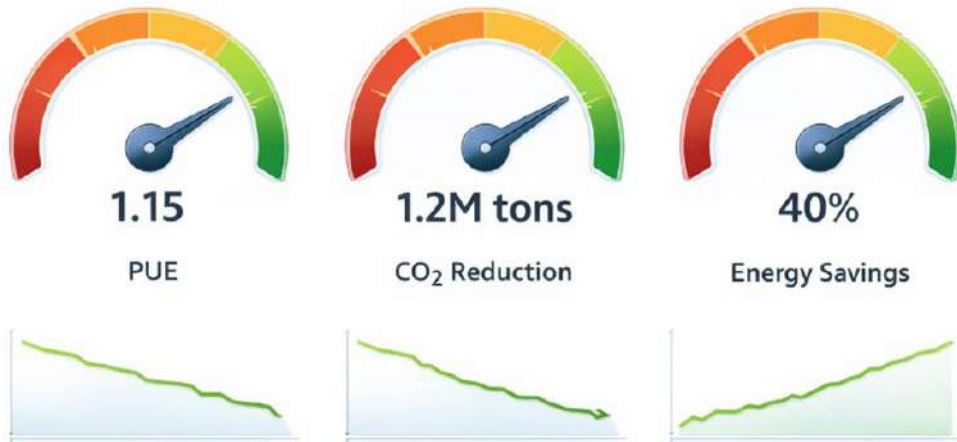 1.15
PUE
1.2M tons
CO₂ Reduction
40%
Energy Savings